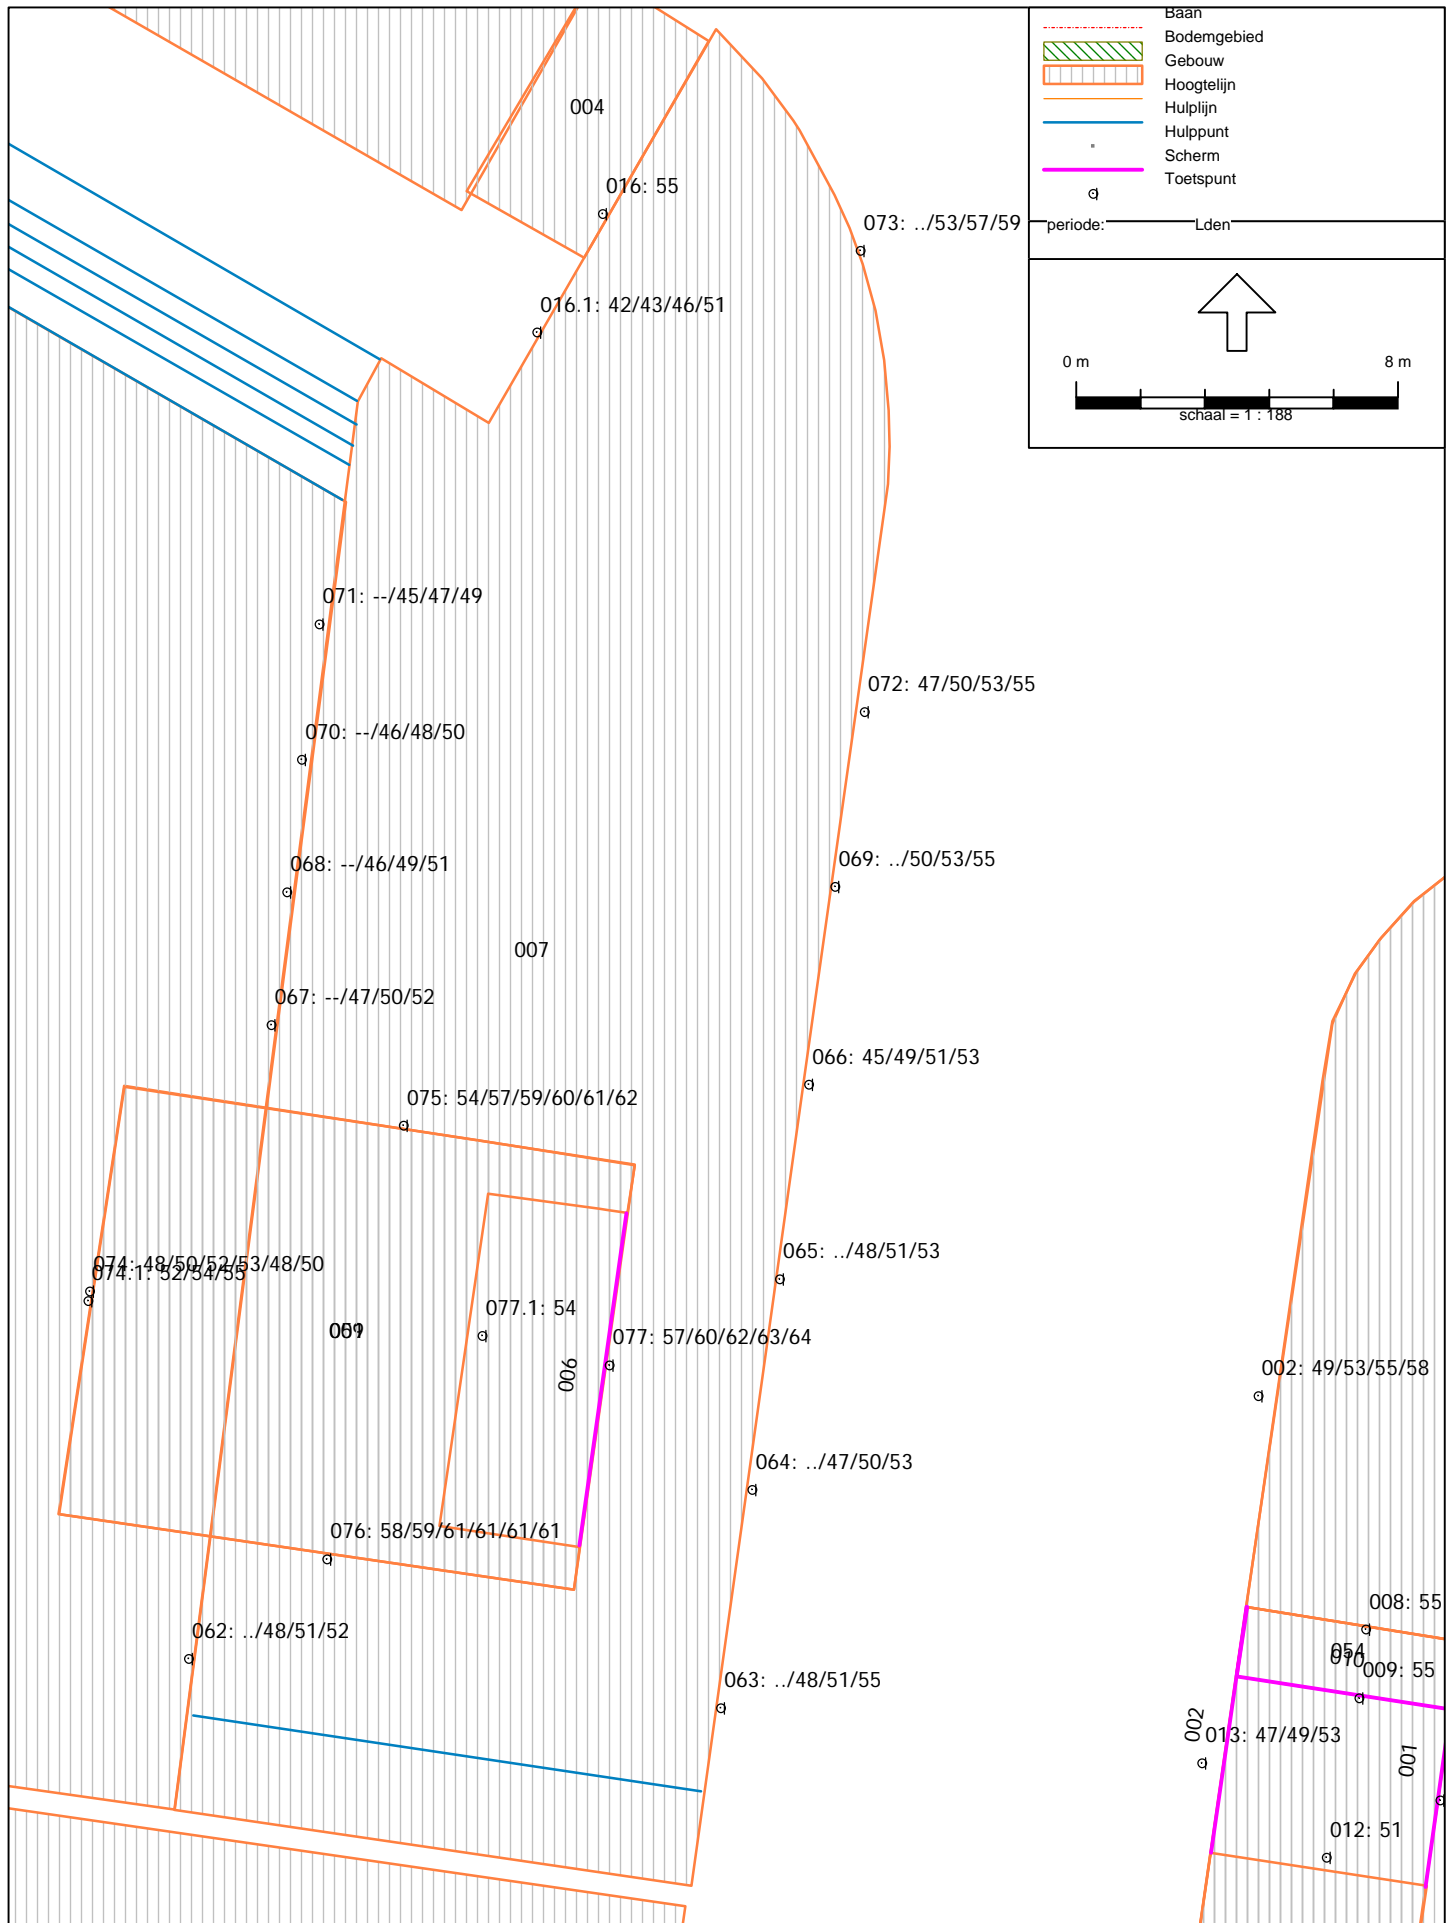 Baan
Bodemgebied
Gebouw
Hoogtelijn
Hulplijn
Hulppunt
Scherm
Toetspunt
periode: Lden
0 m 8 m
schaal = 1 : 188
004
016: 55
073: ../53/57/59
016.1: 42/43/46/51
071: --/45/47/49
072: 47/50/53/55
070: --/46/48/50
068: --/46/49/51
069: ../50/53/55
007
067: --/47/50/52
066: 45/49/51/53
075: 54/57/59/60/61/62
065: ../48/51/53
074: 48/50/52/53/48/50
074.1: 52/54/55
077.1: 54
077: 57/60/62/63/64
006
002: 49/53/55/58
064: ../47/50/53
076: 58/59/61/61/61/61
008: 55
062: ../48/51/52
054
010
009: 55
063: ../48/51/55
002
013: 47/49/53
001
012: 51